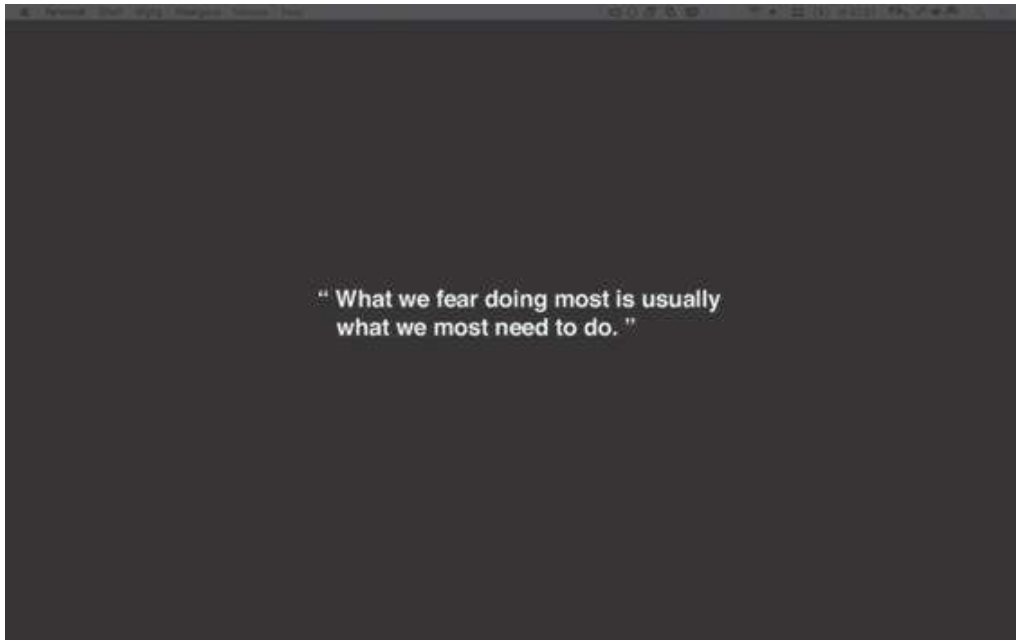 “ What we fear doing most is usually
what we most need to do. ”